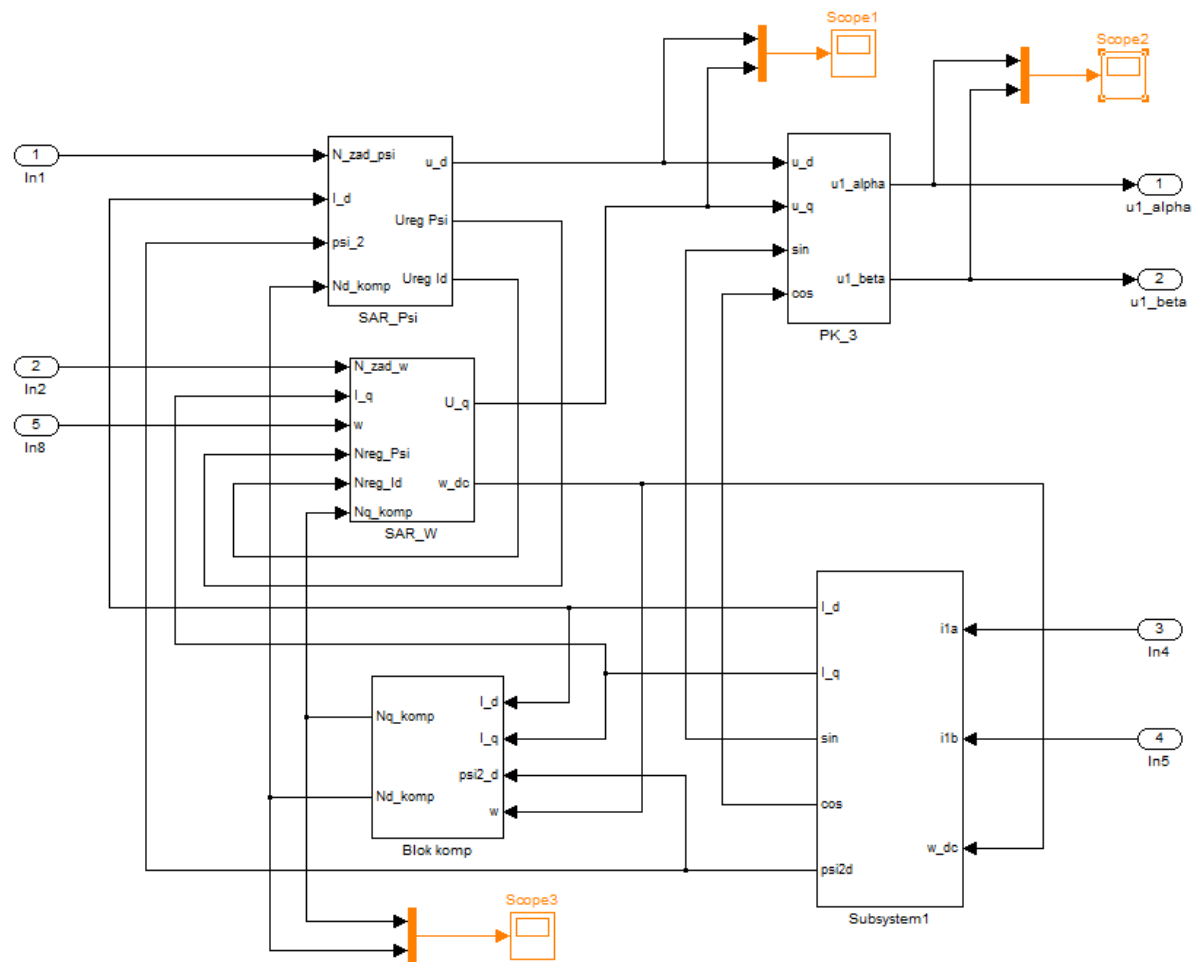 Scope1
Scope2
1
In1
N_zad_psi
I_d
psi_2
Nd_komp
u_d
Ureg Psi
Ureg Id
SAR_Psi
u_d
u_q
sin
cos
u1_alpha
u1_beta
PK_3
1
u1_alpha
2
u1_beta
2
In2
5
In8
N_zad_w
I_q
w
Nreg_Psi
Nreg_Id
Nq_komp
U_q
w_dc
SAR_W
I_d
I_q
sin
cos
psi2d
i1a
i1b
w_dc
Subsystem1
3
In4
4
In5
Nq_komp
Nd_komp
I_d
I_q
psi2_d
w
Blok komp
Scope3